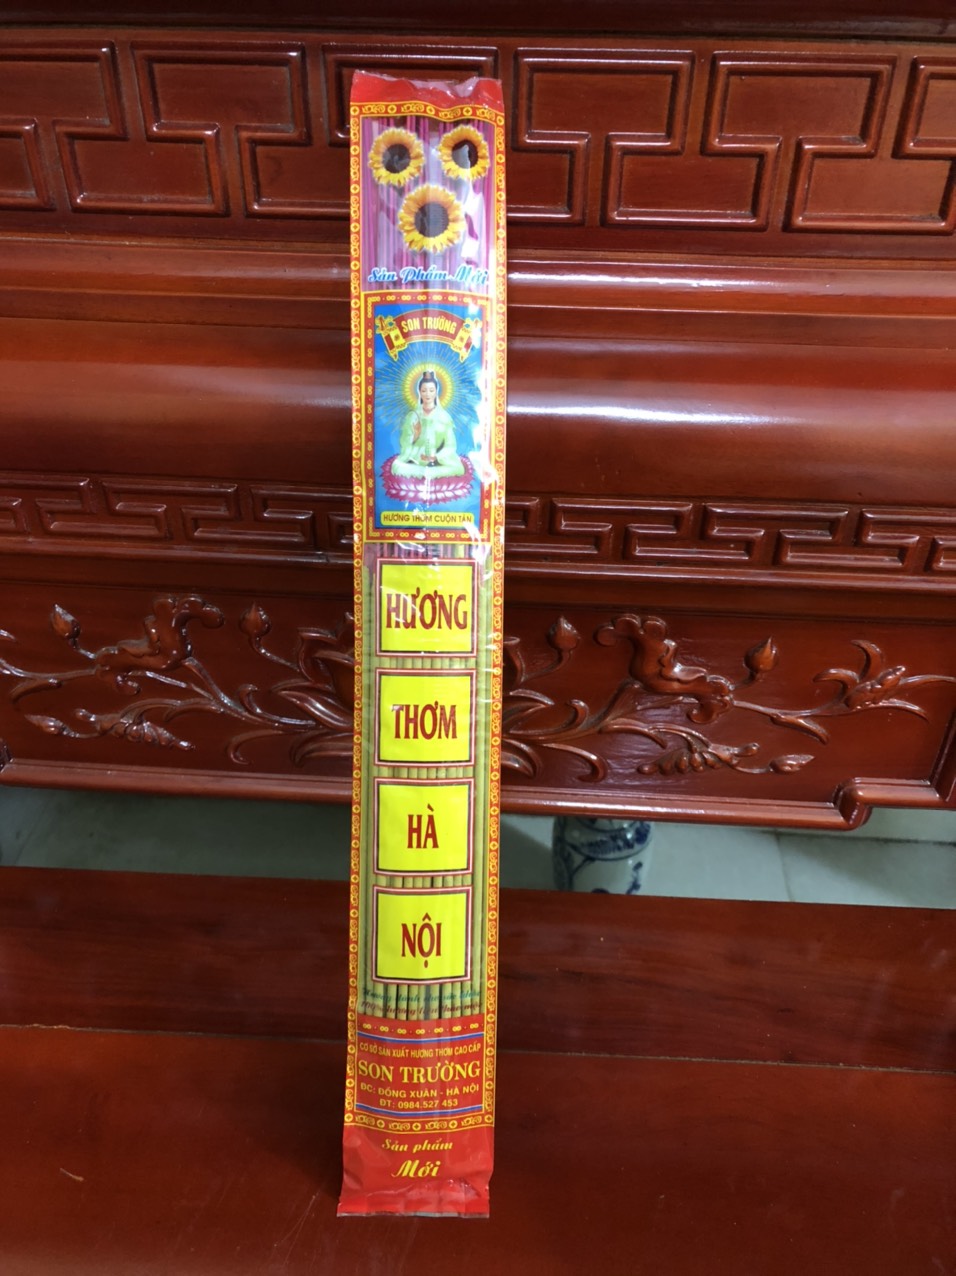 Sản Phẩm Mới
SON TRƯỜNG
HƯƠNG THƠM CUỘN TÀN
HƯƠNG
THƠM
HÀ
NỘI
CƠ SỞ SẢN XUẤT HƯƠNG THƠM CAO CẤP
SON TRƯỜNG
ĐC: ĐỒNG XUÂN - HÀ NỘI
ĐT: 0984.527 453
Sản phẩm
Mới